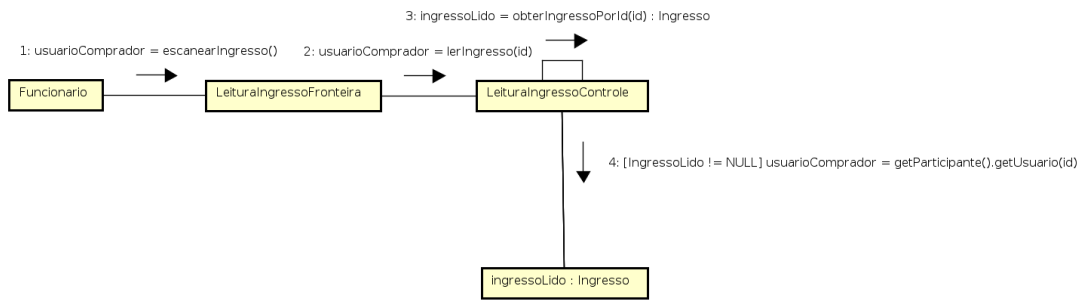 3: ingressoLido = obterIngressoPorId(id) : Ingresso
1: usuarioComprador = escanearIngresso()
2: usuarioComprador = lerIngresso(id)
Funcionario
LeituraIngressoFronteira
LeituraIngressoControle
4: [IngressoLido != NULL] usuarioComprador = getParticipante().getUsuario(id)
ingressoLido : Ingresso